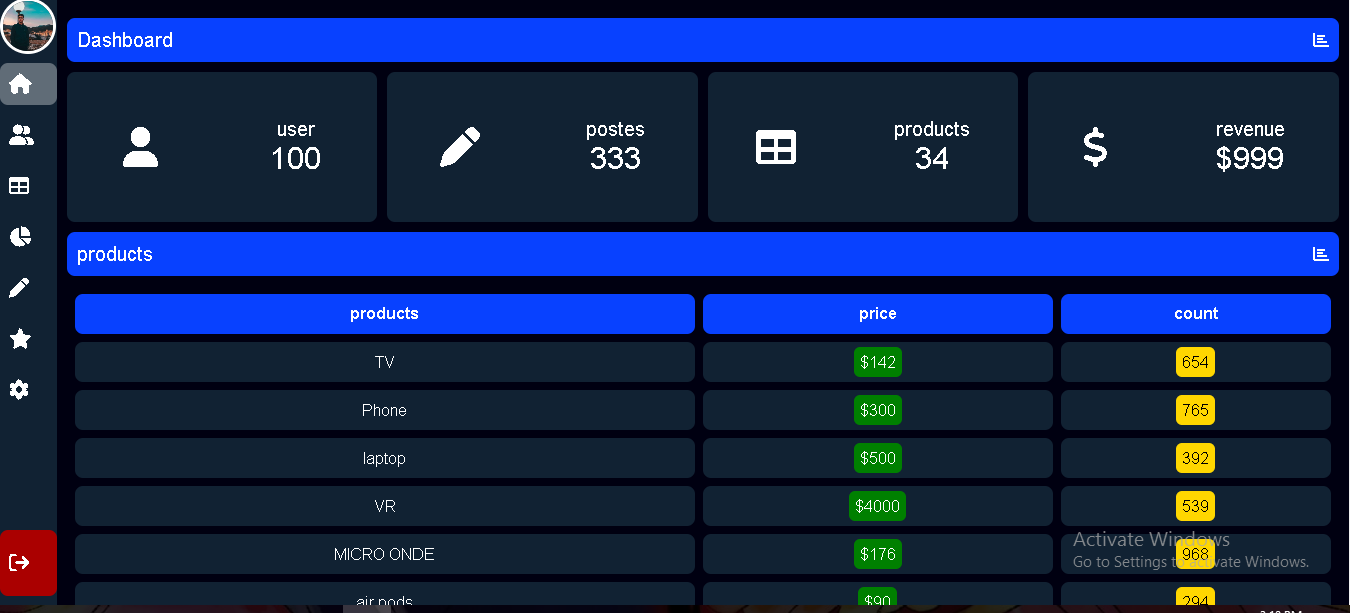 Dashboard
user
100
postes
333
products
34
revenue
$999
products
products price count
TV $142 654
Phone $300 765
laptop $500 392
VR $4000 539
MICRO ONDE $176 968
air pods $90 294
Activate Windows
Go to Settings to activate Windows.